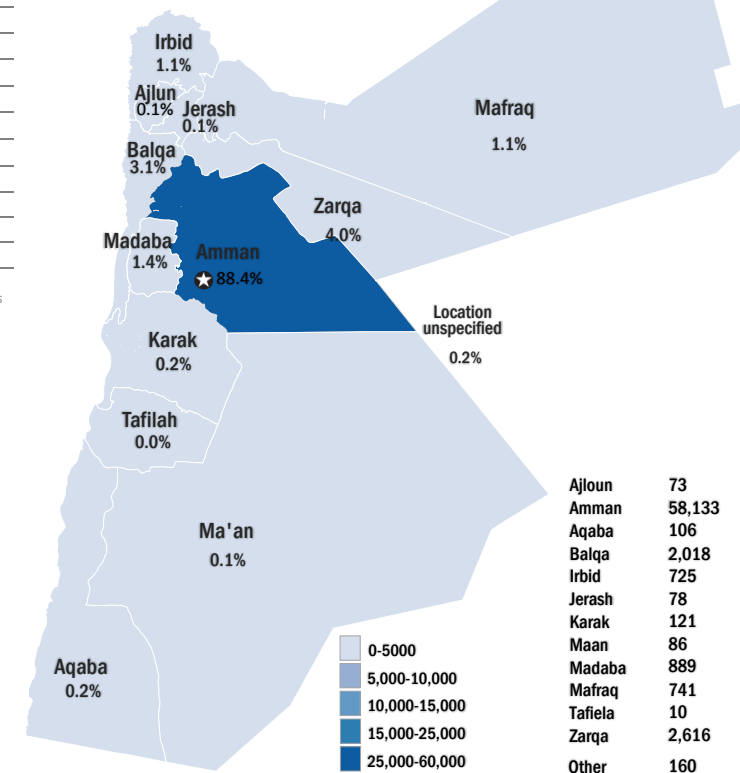 Irbid
1.1%
Ajlun
0.1%
Jerash
0.1%
Mafraq
1.1%
Balqa
3.1%
Zarqa
4.0%
Madaba
1.4%
Amman
88.4%
Location
unspecified
0.2%
Karak
0.2%
Tafilah
0.0%
Ma'an
0.1%
Aqaba
0.2%
0-5000
5,000-10,000
10,000-15,000
15,000-25,000
25,000-60,000
Ajloun 73
Amman 58,133
Aqaba 106
Balqa 2,018
Irbid 725
Jerash 78
Karak 121
Maan 86
Madaba 889
Mafraq 741
Tafiela 10
Zarqa 2,616
Other 160